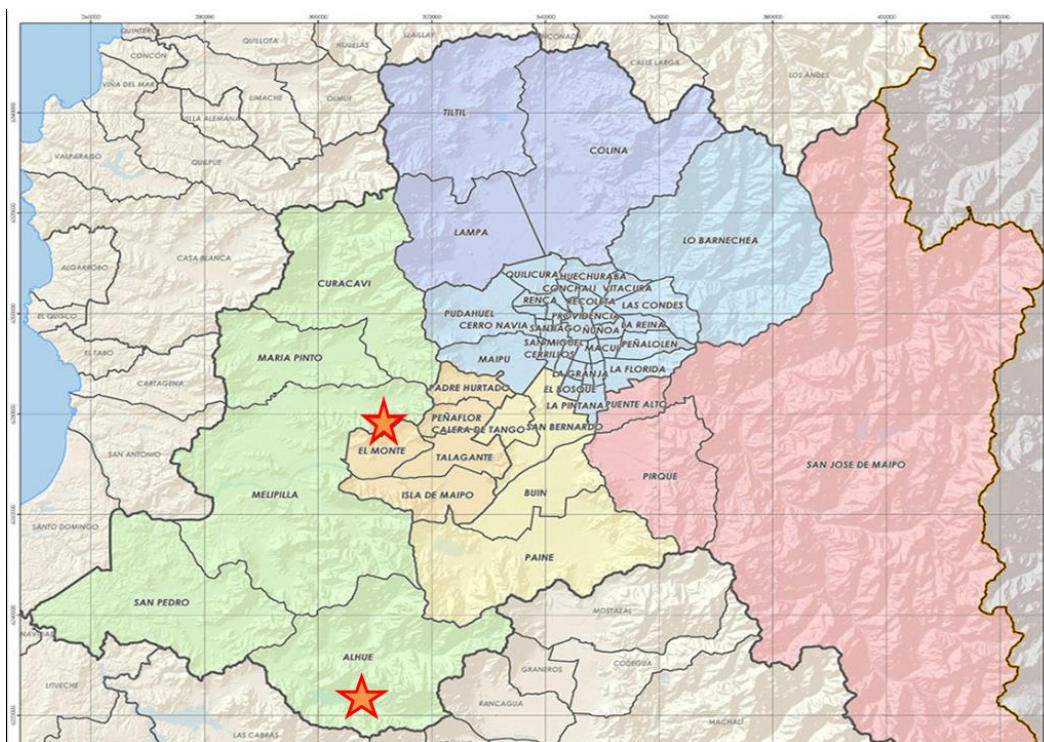 QUINTERO
QUILLOTA
HIJUELAS
LLAILLAY
RINCONADA
CONCON
CALLE LARGA
LOS ANDES
VIÑA DEL MAR
LIMACHE
OLMUE
TILTIL
VILLA ALEMANA
COLINA
VALPARAISO
QUILPUE
LAMPA
LO BARNECHEA
CASA BLANCA
ALGARROBO
CURACAVI
QUILICURA
HUECHURABA
CONCHALI
VITACURA
RENCA
RECOLETA
LAS CONDES
EL QUISCO
PUDAHUEL
PROVIDENCIA
CERRO NAVIA
SANTIAGO
ÑUÑOA
LA REINA
EL TABO
MARIA PINTO
MAIPU
SAN MIGUEL
MACUL
PEÑALOLEN
CERRILLOS
LA GRANJA
LA FLORIDA
CARTAGENA
PADRE HURTADO
EL BOSQUE
LA PINTANA
PUENTE ALTO
PEÑAFLOR
CALERA DE TANGO
SAN BERNARDO
SAN ANTONIO
EL MONTE
TALAGANTE
SAN JOSE DE MAIPO
PIRQUE
MELIPILLA
ISLA DE MAIPO
BUIN
SANTO DOMINGO
PAINE
SAN PEDRO
MOSTAZAL
ALHUE
GRANEROS
CODEGUA
LITUECHE
RANCAGUA
MACHALÍ
LAS CABRAS